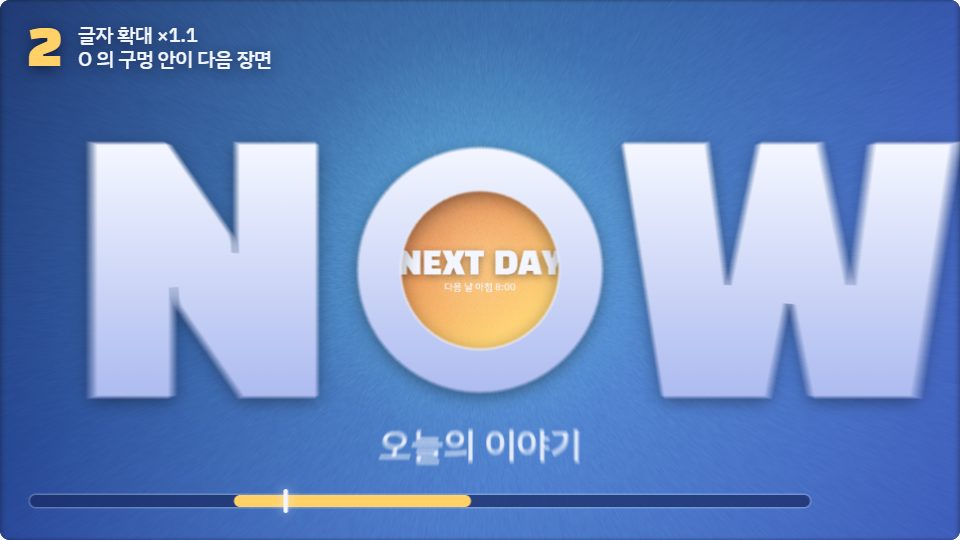 2
글자 확대 ×1.1
O 의 구멍 안이 다음 장면
NOW
NEXT DAY
다음 날 아침 8:00
오늘의 이야기